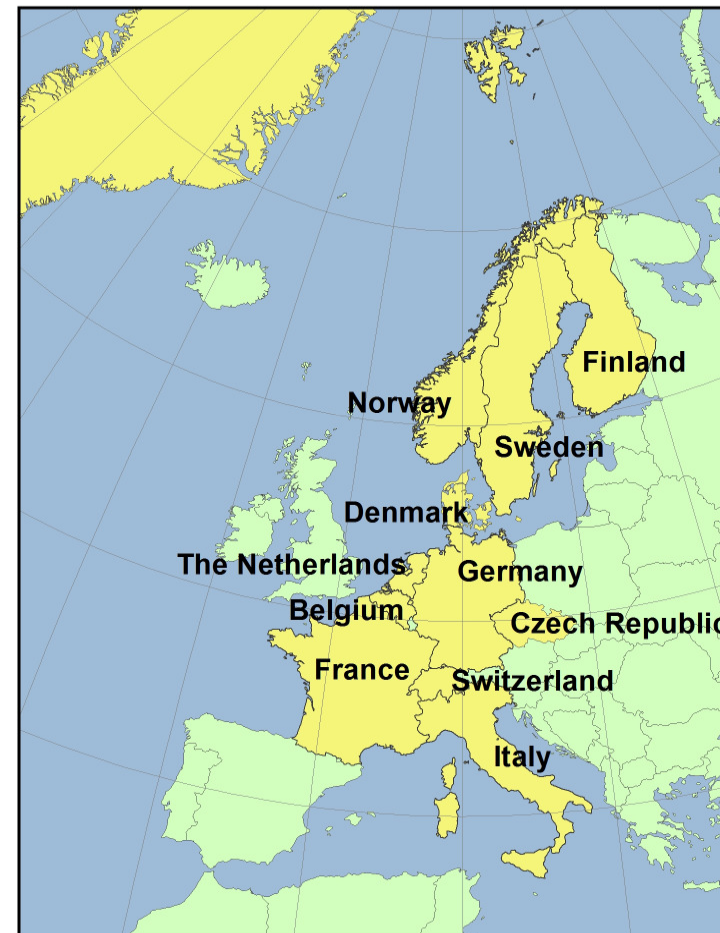 Finland
Norway
Sweden
Denmark
The Netherlands
Germany
Belgium
Czech Republic
France
Switzerland
Italy